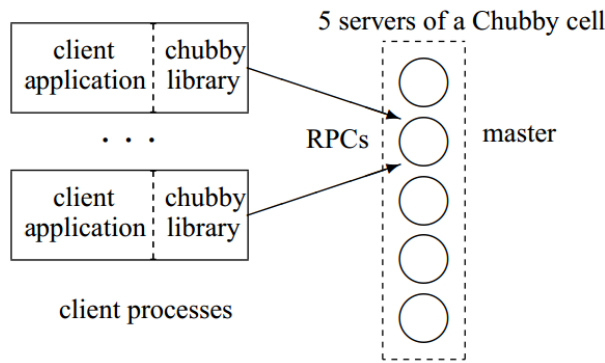 5 servers of a Chubby cell
client application
chubby library
RPCs
master
. . .
client application
chubby library
client processes